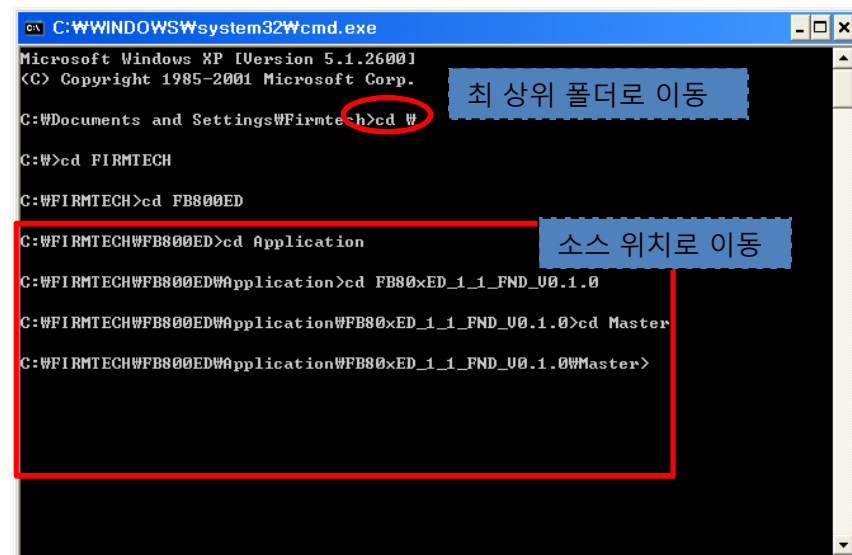 C:₩WINDOWS₩system32₩cmd.exe
Microsoft Windows XP [Version 5.1.2600]
(C) Copyright 1985-2001 Microsoft Corp.
최 상위 폴더로 이동
C:₩Documents and Settings₩Firmtech>cd ₩
C:₩>cd FIRMTECH
C:₩FIRMTECH>cd FB800ED
C:₩FIRMTECH₩FB800ED>cd Application
소스 위치로 이동
C:₩FIRMTECH₩FB800ED₩Application>cd FB80xED_1_1_FND_V0.1.0
C:₩FIRMTECH₩FB800ED₩Application₩FB80xED_1_1_FND_V0.1.0>cd Master
C:₩FIRMTECH₩FB800ED₩Application₩FB80xED_1_1_FND_V0.1.0₩Master>